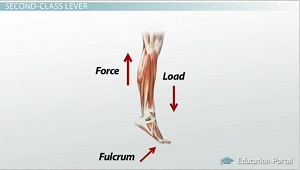 SECOND-CLASS LEVER
Force
Load
Fulcrum
Education Portal